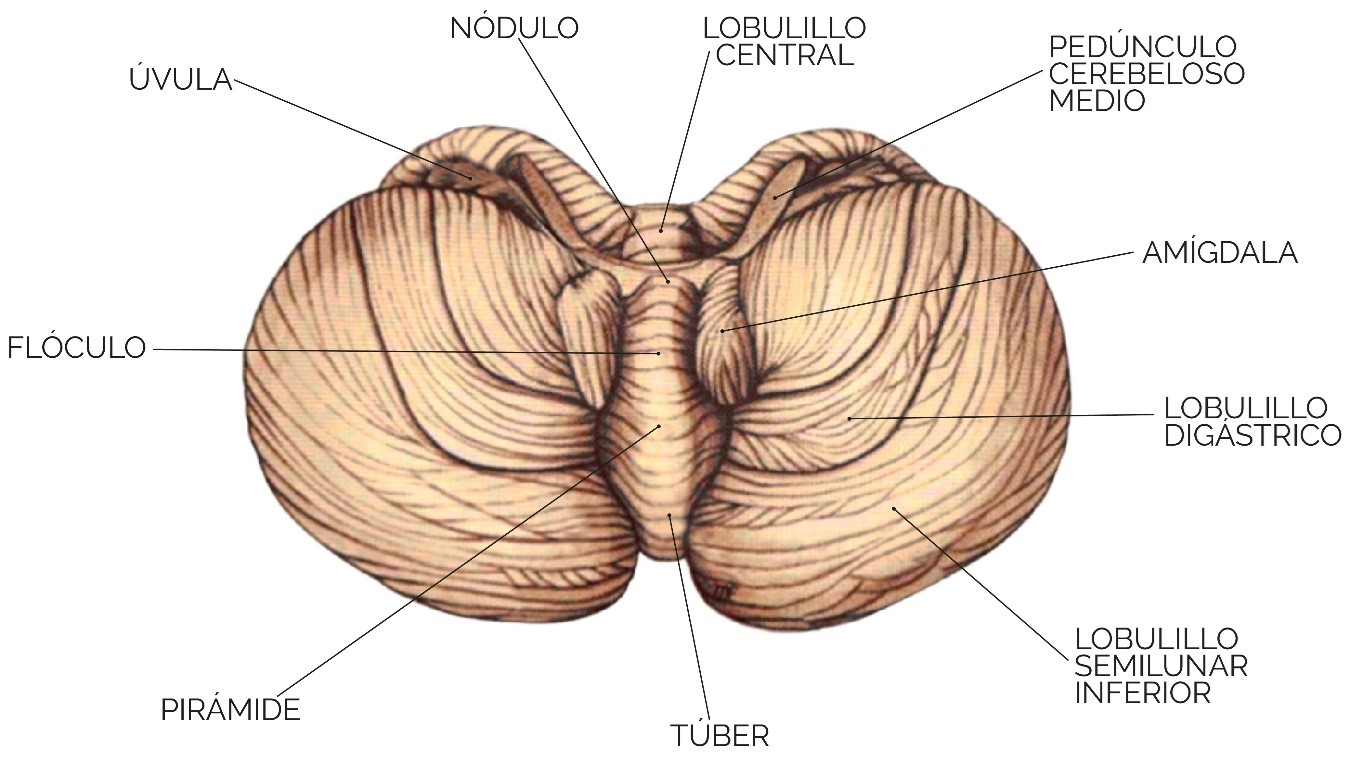 NÓDULO
LOBULILLO
CENTRAL
PEDÚNCULO
CEREBELOSO
MEDIO
ÚVULA
AMÍGDALA
FLÓCULO
LOBULILLO
DIGÁSTRICO
LOBULILLO
SEMILUNAR
INFERIOR
PIRÁMIDE
TÚBER